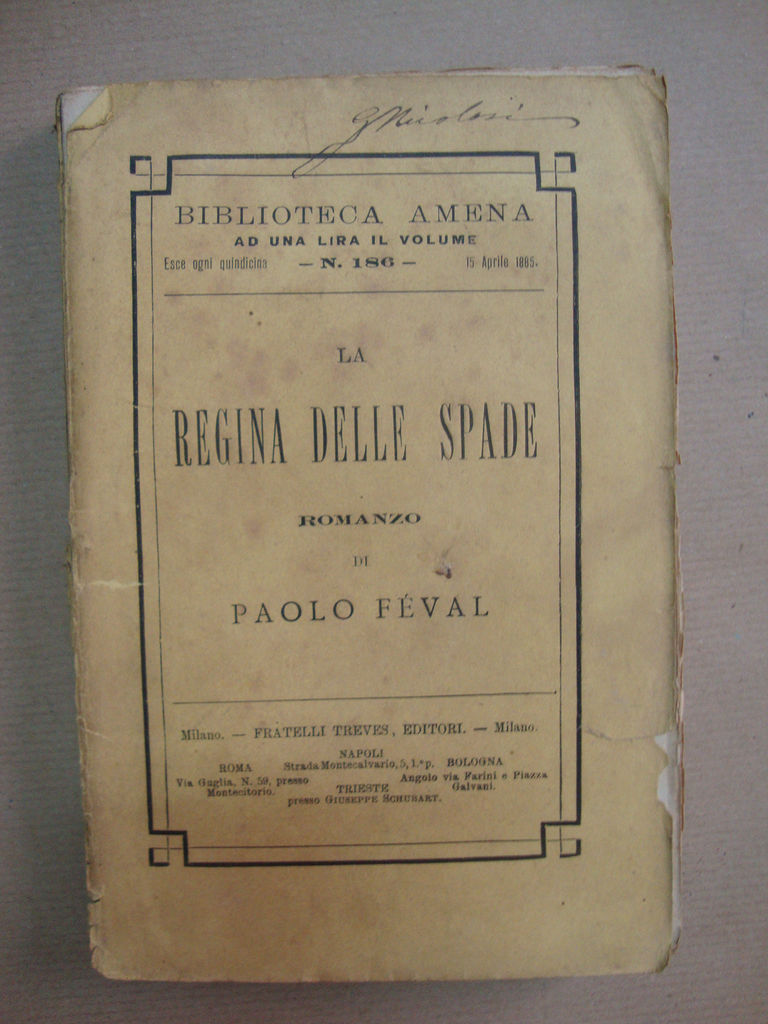 G Nicolosi
BIBLIOTECA AMENA
AD UNA LIRA IL VOLUME
Esce ogni quindicina — N. 186 — 15 Aprile 1885.
LA
REGINA DELLE SPADE
ROMANZO
DI
PAOLO FÉVAL
Milano. — FRATELLI TREVES, EDITORI. — Milano.
NAPOLI
Strada Montecalvario, 5, 1.º p.
ROMA
Via Guglia, N. 59, presso
Montecitorio.
BOLOGNA
Angolo via Farini e Piazza
Galvani.
TRIESTE
presso GIUSEPPE SCHUBART.